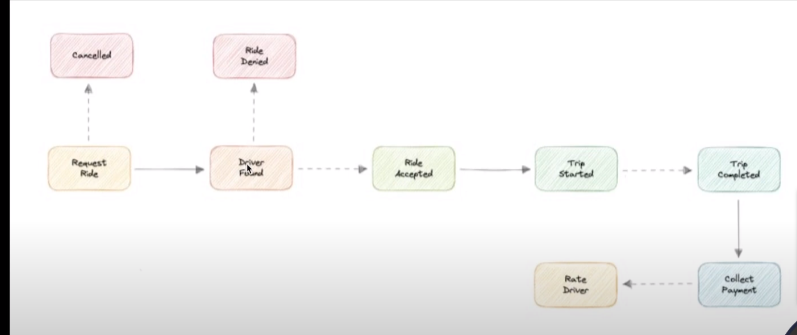 Cancelled
Ride
Denied
Request
Ride
Driver
Found
Ride
Accepted
Trip
Started
Trip
Completed
Rate
Driver
Collect
Payment